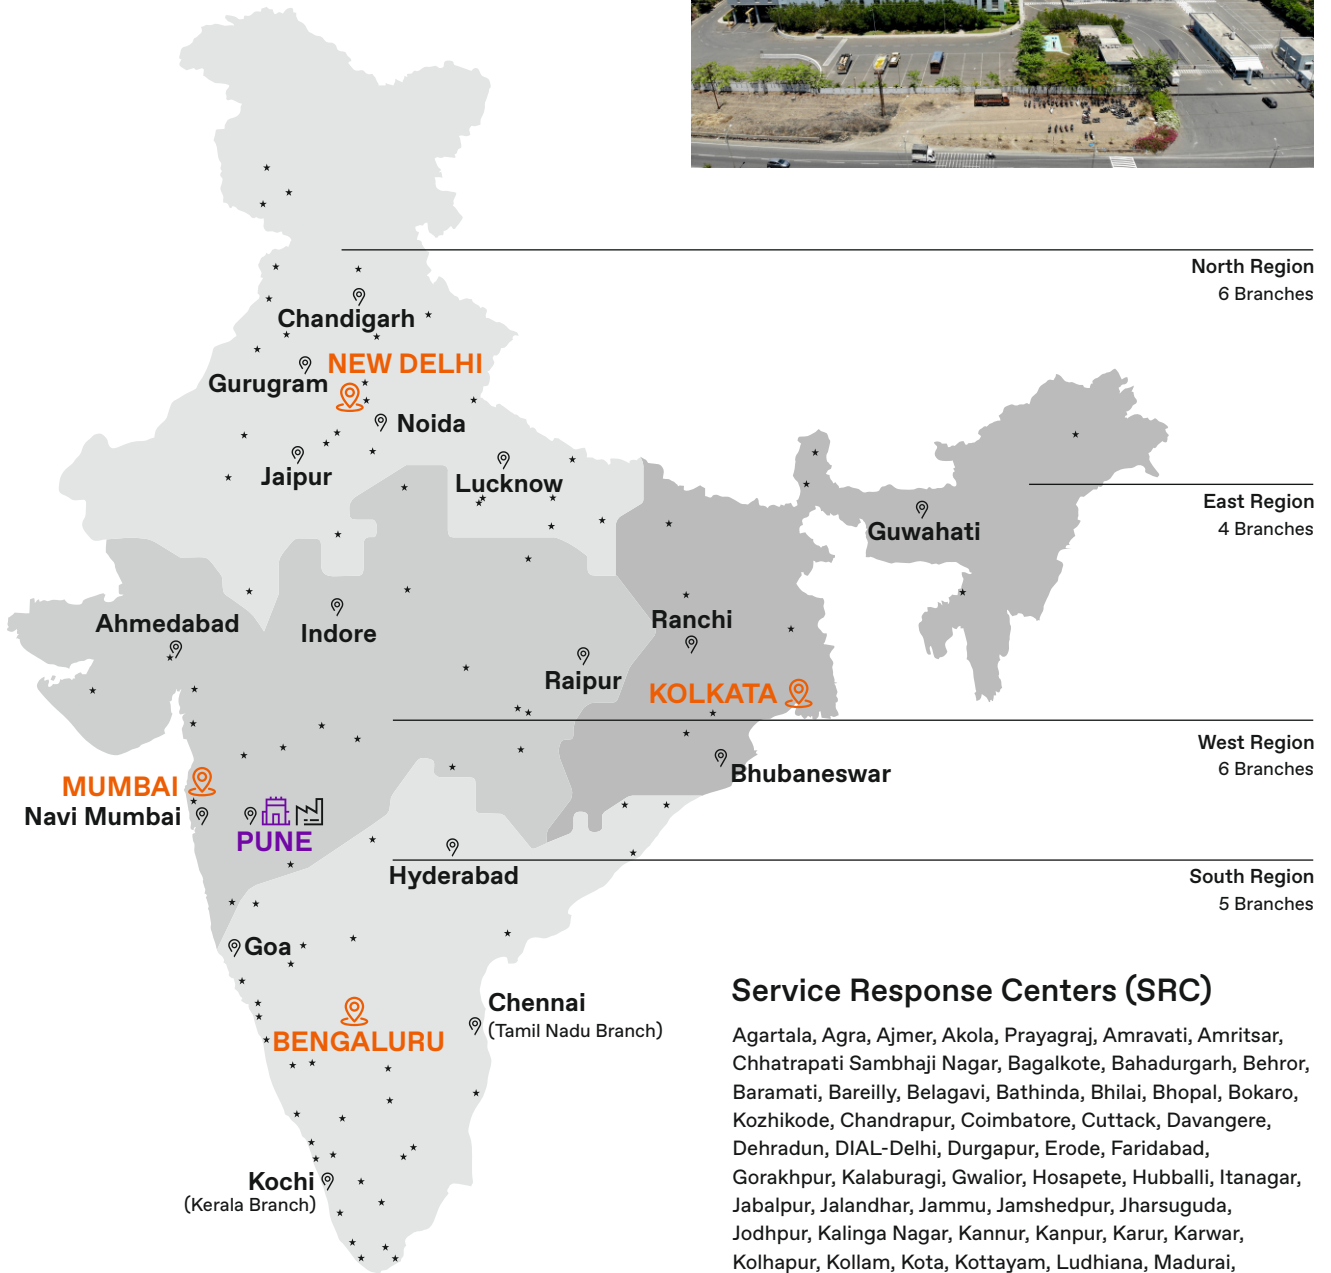 North Region
6 Branches
Chandigarh
NEW DELHI
Gurugram
Noida
Jaipur
Lucknow
East Region
4 Branches
Guwahati
Ahmedabad
Indore
Ranchi
Raipur
KOLKATA
West Region
6 Branches
Bhubaneswar
MUMBAI
Navi Mumbai
PUNE
Hyderabad
South Region
5 Branches
Goa
Chennai
(Tamil Nadu Branch)
BENGALURU
Kochi
(Kerala Branch)
Service Response Centers (SRC)
Agartala, Agra, Ajmer, Akola, Prayagraj, Amravati, Amritsar,
Chhatrapati Sambhaji Nagar, Bagalkote, Bahadurgarh, Behror,
Baramati, Bareilly, Belagavi, Bathinda, Bhilai, Bhopal, Bokaro,
Kozhikode, Chandrapur, Coimbatore, Cuttack, Davangere,
Dehradun, DIAL-Delhi, Durgapur, Erode, Faridabad,
Gorakhpur, Kalaburagi, Gwalior, Hosapete, Hubballi, Itanagar,
Jabalpur, Jalandhar, Jammu, Jamshedpur, Jharsuguda,
Jodhpur, Kalinga Nagar, Kannur, Kanpur, Karur, Karwar,
Kolhapur, Kollam, Kota, Kottayam, Ludhiana, Madurai,